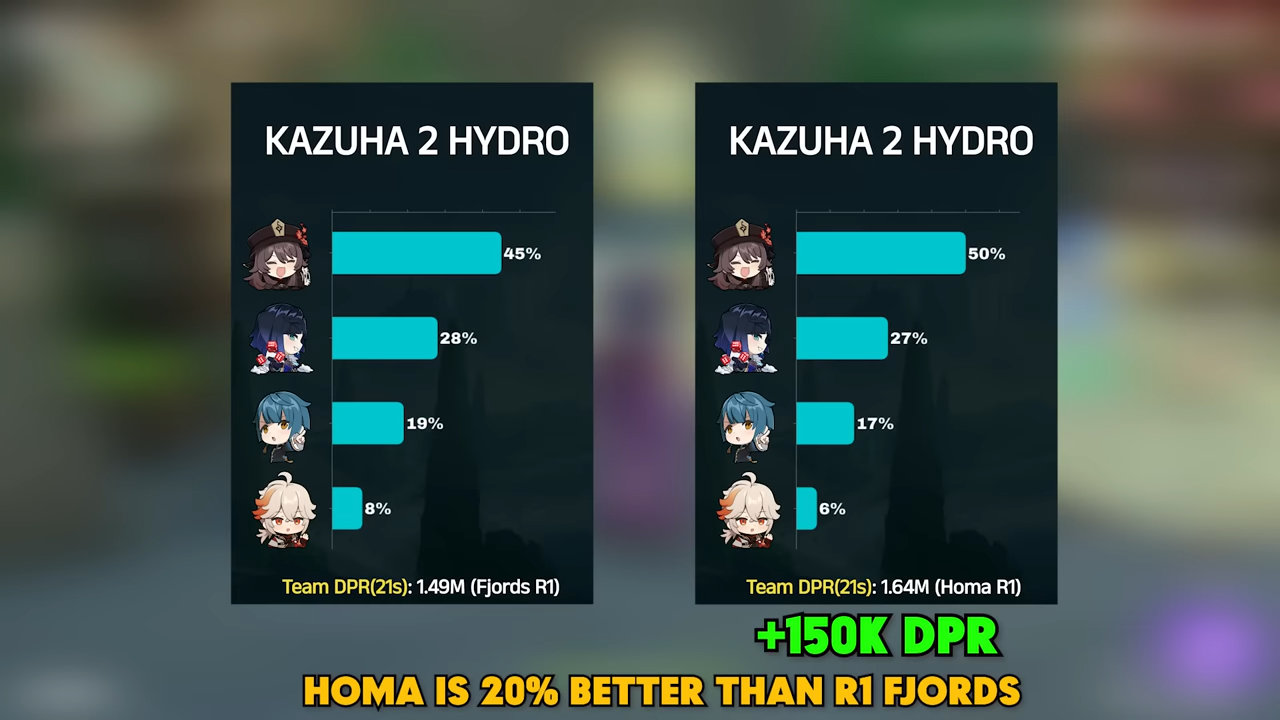 KAZUHA 2 HYDRO
45%
28%
19%
8%
Team DPR(21s): 1.49M (Fjords R1)
KAZUHA 2 HYDRO
50%
27%
17%
6%
Team DPR(21s): 1.64M (Homa R1)
+150K DPR
HOMA IS 20% BETTER THAN R1 FJORDS